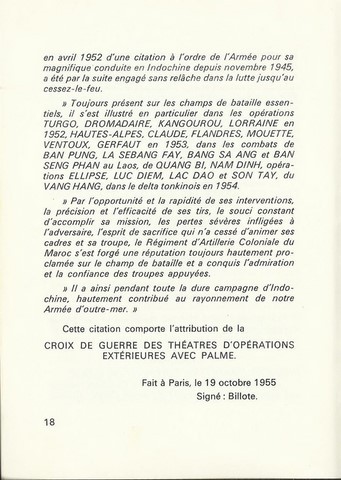 en avril 1952 d'une citation à l'ordre de l'Armée pour sa
magnifique conduite en Indochine depuis novembre 1945,
a été par la suite engagé sans relâche dans la lutte jusqu'au
cessez-le-feu.
» Toujours présent sur les champs de bataille essen-
tiels, il s'est illustré en particulier dans les opérations
TURGO, DROMADAIRE, KANGOUROU, LORRAINE en
1952, HAUTES-ALPES, CLAUDE, FLANDRES, MOUETTE,
VENTOUX, GERFAUT en 1953, dans les combats de
BAN PUNG, LA SEBANG FAY, BANG SA ANG et BAN
SENG PHAN au Laos, de QUANG BI, NAM DINH, opéra-
tions ELLIPSE, LUC DIEM, LAC DAO et SON TAY, du
VANG HANG, dans le delta tonkinois en 1954.
» Par l'opportunité et la rapidité de ses interventions,
la précision et l'efficacité de ses tirs, le souci constant
d'accomplir sa mission, les pertes sévères infligées à
l'adversaire, l'esprit de sacrifice qui n'a cessé d'animer ses
cadres et sa troupe, le Régiment d'Artillerie Coloniale du
Maroc s'est forgé une réputation toujours hautement pro-
clamée sur le champ de bataille et a conquis l'admiration
et la confiance des troupes appuyées.
» Il a ainsi pendant toute la dure campagne d'Indo-
chine, hautement contribué au rayonnement de notre
Armée d'outre-mer. »
Cette citation comporte l'attribution de la
CROIX DE GUERRE DES THÉATRES D'OPÉRATIONS
EXTÉRIEURES AVEC PALME.
Fait à Paris, le 19 octobre 1955
Signé : Billote.
18